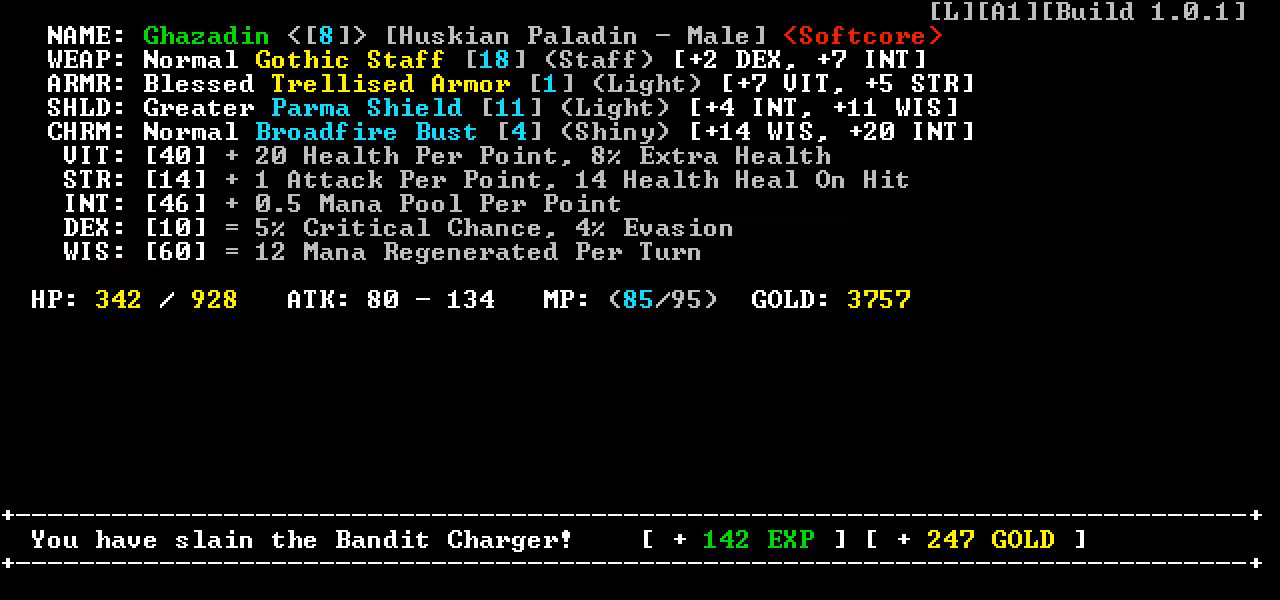 [L][A1][Build 1.0.1]
NAME: Ghazadin <[8]> [Huskian Paladin - Male] <Softcore>
WEAP: Normal Gothic Staff [18] (Staff) [+2 DEX, +7 INT]
ARMR: Blessed Trellised Armor [1] (Light) [+7 VIT, +5 STR]
SHLD: Greater Parma Shield [11] (Light) [+4 INT, +11 WIS]
CHRM: Normal Broadfire Bust [4] (Shiny) [+14 WIS, +20 INT]
VIT: [40] + 20 Health Per Point, 8% Extra Health
STR: [14] + 1 Attack Per Point, 14 Health Heal On Hit
INT: [46] + 0.5 Mana Pool Per Point
DEX: [10] = 5% Critical Chance, 4% Evasion
WIS: [60] = 12 Mana Regenerated Per Turn
HP: 342 / 928 ATK: 80 - 134 MP: (85/95) GOLD: 3757
You have slain the Bandit Charger! [ + 142 EXP ] [ + 247 GOLD ]